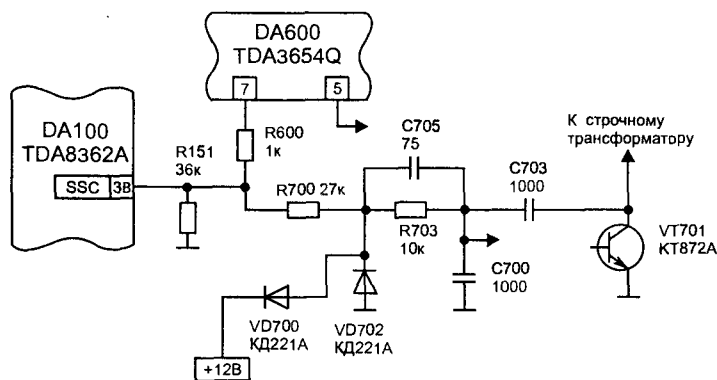 DA600
TDA3654Q
7
5
DA100
TDA8362A
SSC
38
R151
36к
R600
1к
R700 27к
C705
75
R703
10к
C703
1000
C700
1000
К строчному
трансформатору
VT701
КТ872А
VD700
КД221А
VD702
КД221А
+12В